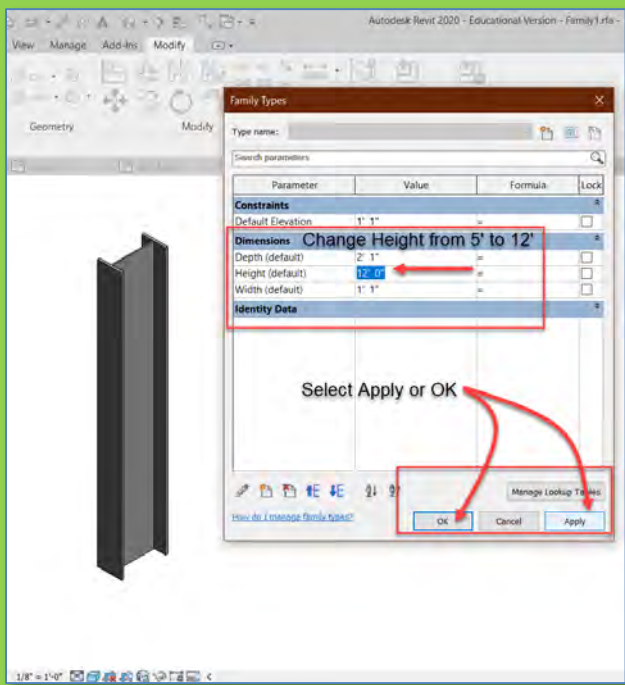 Autodesk Revit 2020 - Educational Version - Family1.rfa -
View Manage Add-Ins Modify
Geometry Modify
Family Types
Type name:
Search parameters
Parameter Value Formula Lock
Constraints
Default Elevation 1' 1" =
Dimensions Change Height from 5' to 12'
Depth (default) 2' 1" =
Height (default) 12' 0" =
Width (default) 1' 1" =
Identity Data
Select Apply or OK
Manage Lookup Tables
How do I manage family types?
OK Cancel Apply
1/8" = 1'-0"